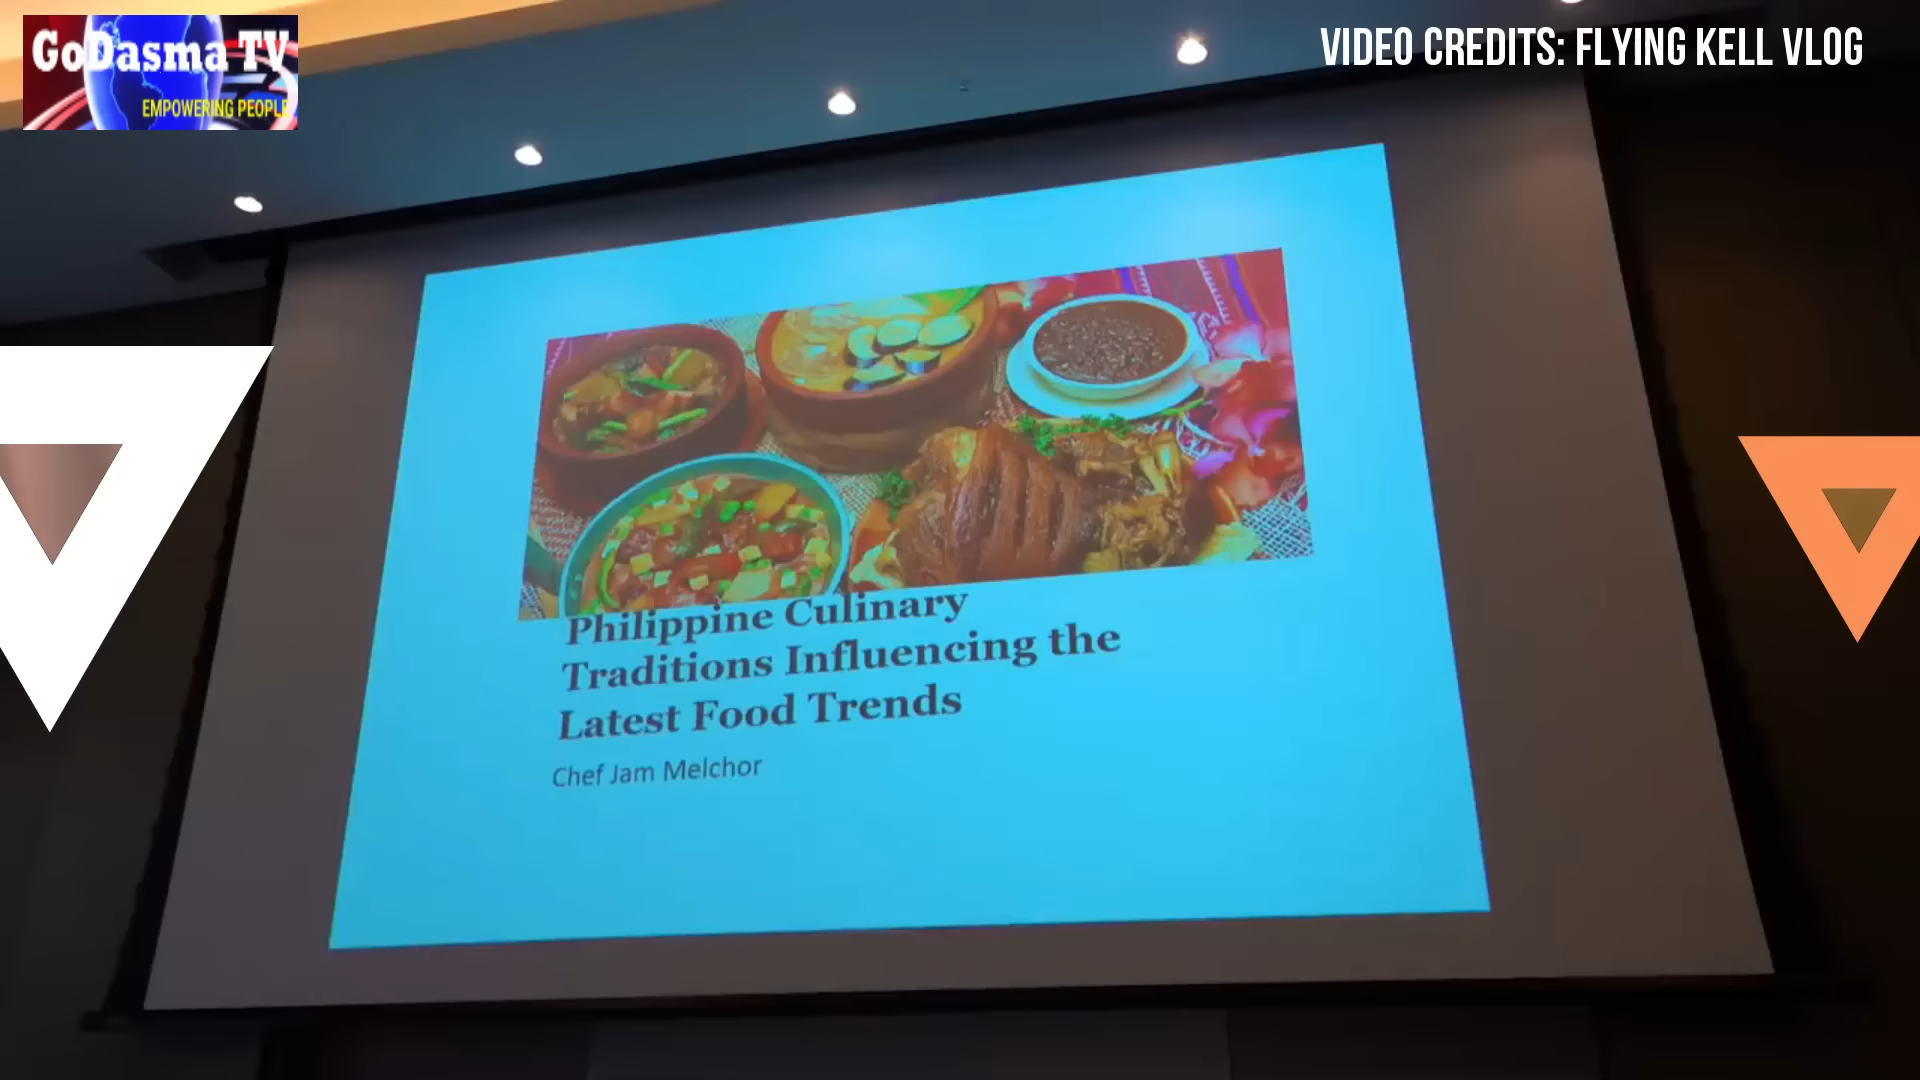 GoDasma TV
EMPOWERING PEOPLE
VIDEO CREDITS: FLYING KELL VLOG
Philippine Culinary
Traditions Influencing the
Latest Food Trends
Chef Jam Melchor